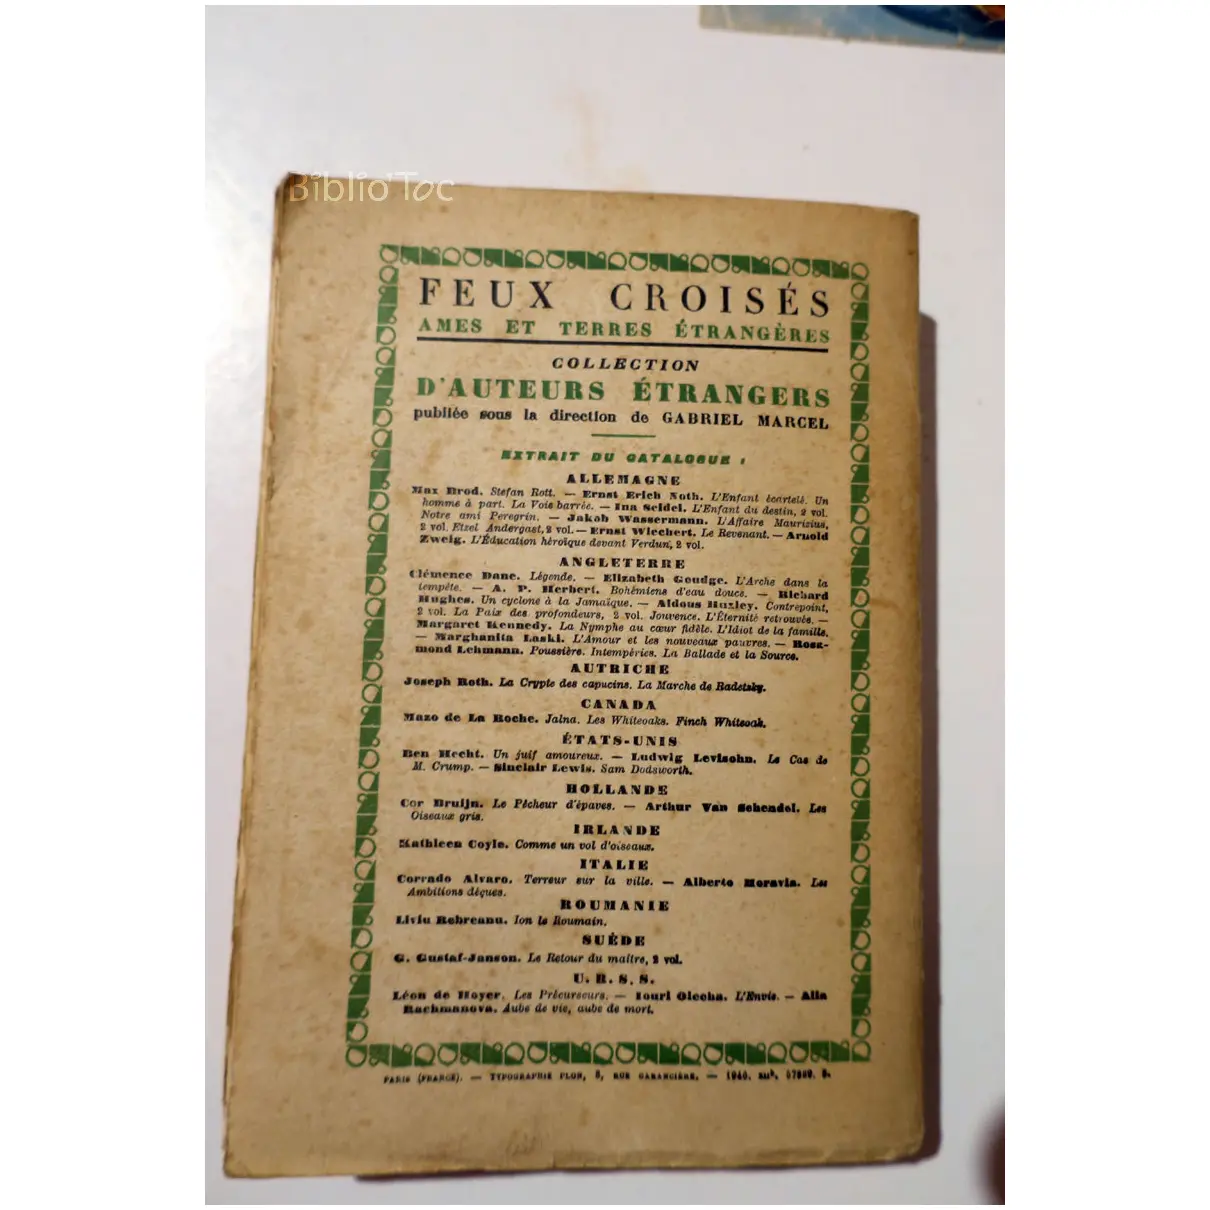 Biblio'Toc
FEUX CROISÉS
AMES ET TERRES ÉTRANGÈRES
COLLECTION
D'AUTEURS ÉTRANGERS
publiée sous la direction de GABRIEL MARCEL
EXTRAIT DU CATALOGUE :
ALLEMAGNE
Max Brod. Stefan Rott. — Ernst Erich Noth. L'Enfant écartelé. Un
homme à part. La Voie barrée. — Ina Seidel. L'Enfant du destin, 2 vol.
Notre ami Peregrin. — Jakob Wassermann. L'Affaire Maurizius,
2 vol. Etzel Andergast, 2 vol. — Ernst Wiechert. Le Revenant. — Arnold
Zweig. L'Éducation héroïque devant Verdun, 2 vol.
ANGLETERRE
Clémence Dane. Légende. — Elizabeth Goudge. L'Arche dans la
tempête. — A. P. Herbert. Bohémiens d'eau douce. — Richard
Hughes. Un cyclone à la Jamaïque. — Aldous Huxley. Contrepoint,
2 vol. La Paix des profondeurs, 2 vol. Jouvence. L'Éternité retrouvée. —
Margaret Kennedy. La Nymphe au cœur fidèle. L'Idiot de la famille.
— Marghanita Laski. L'Amour et les nouveaux pauvres. — Rosa-
mond Lehmann. Poussière. Intempéries. La Ballade et la Source.
AUTRICHE
Joseph Roth. La Crypte des capucins. La Marche de Radetzky.
CANADA
Mazo de La Roche. Jalna. Les Whiteoaks. Finch Whiteoak.
ÉTATS-UNIS
Ben Hecht. Un juif amoureux. — Ludwig Lewisohn. Le Cas de
M. Crump. — Sinclair Lewis. Sam Dodsworth.
HOLLANDE
Cor Bruijn. Le Pêcheur d'épaves. — Arthur Van Schendel. Les
Oiseaux gris.
IRLANDE
Kathleen Coyle. Comme un vol d'oiseaux.
ITALIE
Corrado Alvaro. Terreur sur la ville. — Alberto Moravia. Les
Ambitions déçues.
ROUMANIE
Liviu Rebreanu. Ion le Roumain.
SUÈDE
G. Gustaf-Janson. Le Retour du maître, 2 vol.
U. R. S. S.
Léon de Hoyer. Les Précurseurs. — Iouri Olecha. L'Envie. — Alia
Rachmanova. Aube de vie, aube de mort.
PARIS (FRANCE). — TYPOGRAPHIE PLON, 8, RUE GARANCIÈRE. —